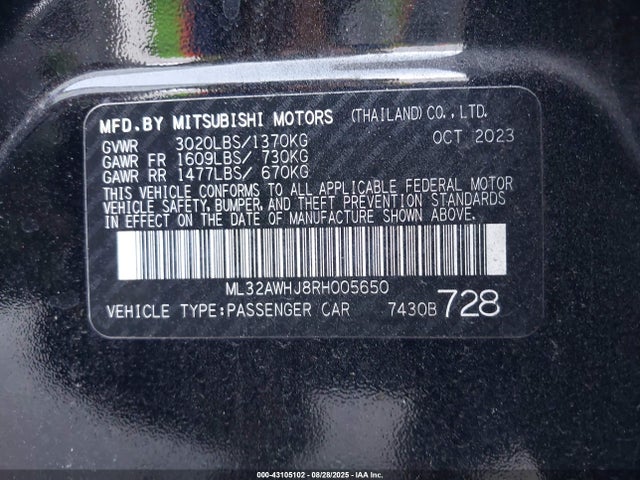 MFD.BY MITSUBISHI MOTORS (THAILAND) CO., LTD.
GVWR 3020LBS/1370KG OCT 2023
GAWR FR 1609LBS/ 730KG
GAWR RR 1477LBS/ 670KG
THIS VEHICLE CONFORMS TO ALL APPLICABLE FEDERAL MOTOR
VEHICLE SAFETY, BUMPER, AND THEFT PREVENTION STANDARDS
IN EFFECT ON THE DATE OF MANUFACTURE SHOWN ABOVE.
ML32AWHJ8RH005650
VEHICLE TYPE:PASSENGER CAR 7430B 728
000-43105102 - 08/28/2025 - IAA Inc.